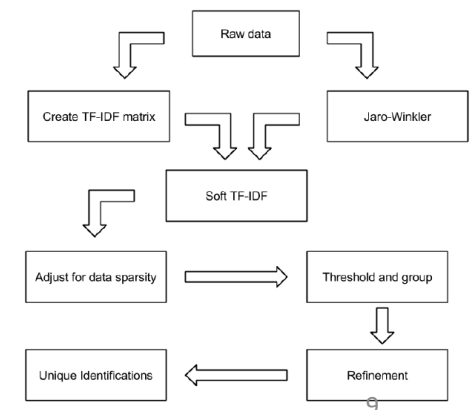 Raw data
Create TF-IDF matrix
Jaro-Winkler
Soft TF-IDF
Adjust for data sparsity
Threshold and group
Unique Identifications
Refinement
9